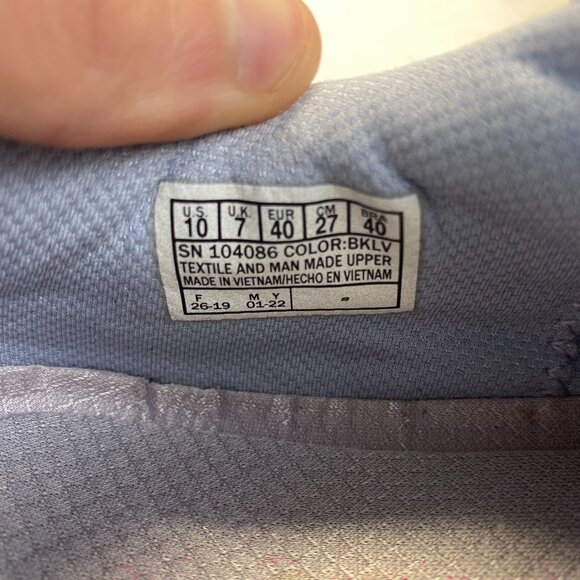 U.S. U.K. EUR CM BRA
10 7 40 27 40
SN 104086 COLOR:BKLV
TEXTILE AND MAN MADE UPPER
MADE IN VIETNAM/HECHO EN VIETNAM
F M Y
26-19 01-22